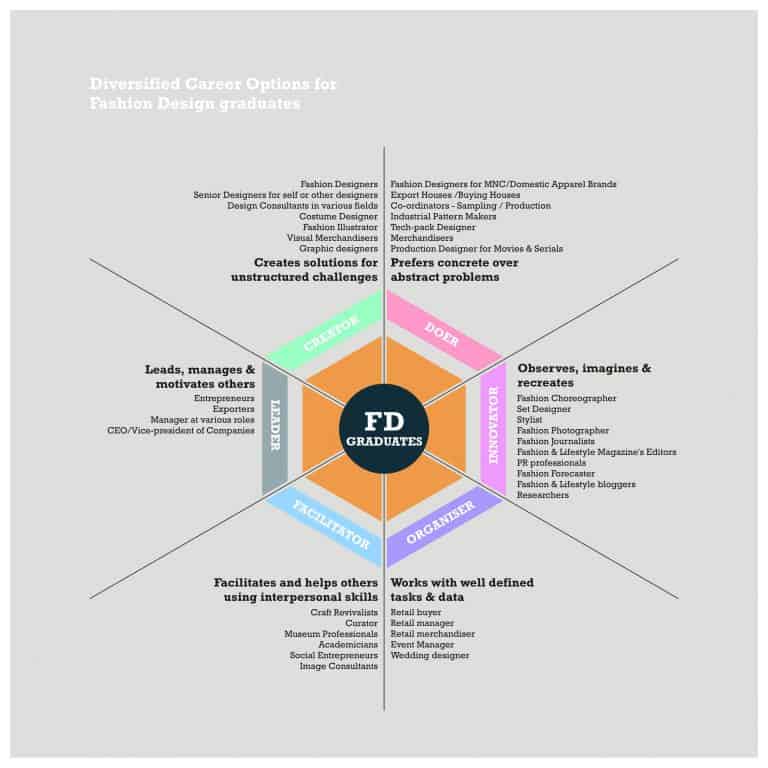 Diversified Career Options for
Fashion Design graduates
Fashion Designers
Senior Designers for self or other designers
Design Consultants in various fields
Costume Designer
Fashion Illustrator
Visual Merchandisers
Graphic designers
Creates solutions for
unstructured challenges
Fashion Designers for MNC/Domestic Apparel Brands
Export Houses /Buying Houses
Co-ordinators - Sampling / Production
Industrial Pattern Makers
Tech-pack Designer
Merchandisers
Production Designer for Movies & Serials
Prefers concrete over
abstract problems
CREATOR
DOER
Leads, manages &
motivates others
Entrepreneurs
Exporters
Manager at various roles
CEO/Vice-president of Companies
LEADER
FD
GRADUATES
INNOVATOR
Observes, imagines &
recreates
Fashion Choreographer
Set Designer
Stylist
Fashion Photographer
Fashion Journalists
Fashion & Lifestyle Magazine's Editors
PR professionals
Fashion Forecaster
Fashion & Lifestyle bloggers
Researchers
FACILITATOR
ORGANISER
Facilitates and helps others
using interpersonal skills
Craft Revivalists
Curator
Museum Professionals
Academicians
Social Entrepreneurs
Image Consultants
Works with well defined
tasks & data
Retail buyer
Retail manager
Retail merchandiser
Event Manager
Wedding designer